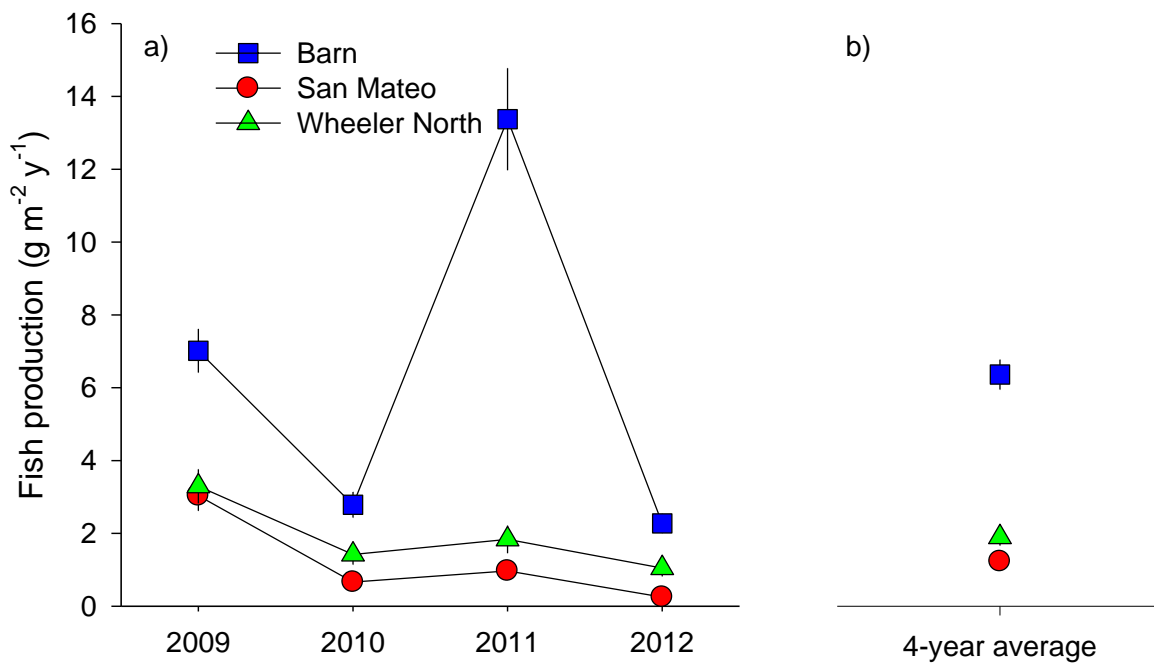 a)
Barn
San Mateo
Wheeler North
Fish production (g m⁻² y⁻¹)
16
14
12
10
8
6
4
2
0
2009 2010 2011 2012
b)
4-year average